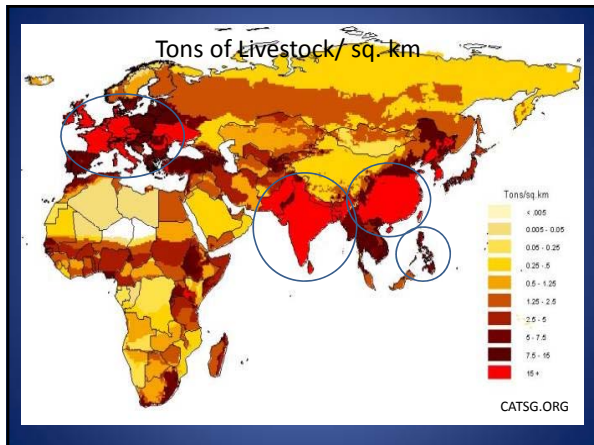 Tons of Livestock/ sq. km
Tons/sq.km
< .005
0.005 - 0.05
0.05 - 0.25
0.25 - .5
0.5 - 1.25
1.25 - 2.5
2.5 - 5
5 - 7.5
7.5 - 15
15 +
CATSG.ORG